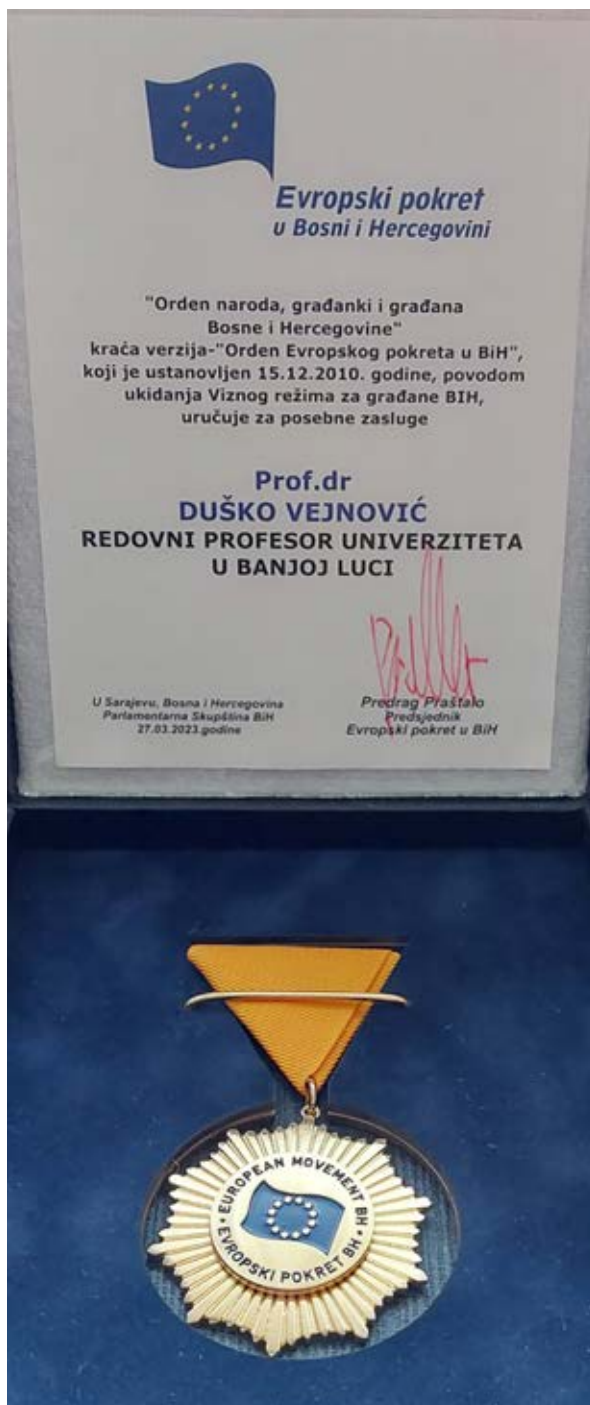 Evropski pokret
u Bosni i Hercegovini
"Orden naroda, građanki i građana
Bosne i Hercegovine"
kraća verzija-"Orden Evropskog pokreta u BiH",
koji je ustanovljen 15.12.2010. godine, povodom
ukidanja Viznog režima za građane BIH,
uručuje za posebne zasluge
Prof.dr
DUŠKO VEJNOVIĆ
REDOVNI PROFESOR UNIVERZITETA
U BANJOJ LUCI
U Sarajevu, Bosna i Hercegovina
Parlamentarna Skupština BiH
27.03.2023.godine
Predrag Praštalo
Predsjednik
Evropski pokret u BiH
EUROPEAN MOVEMENT BH
EVROPSKI POKRET BH